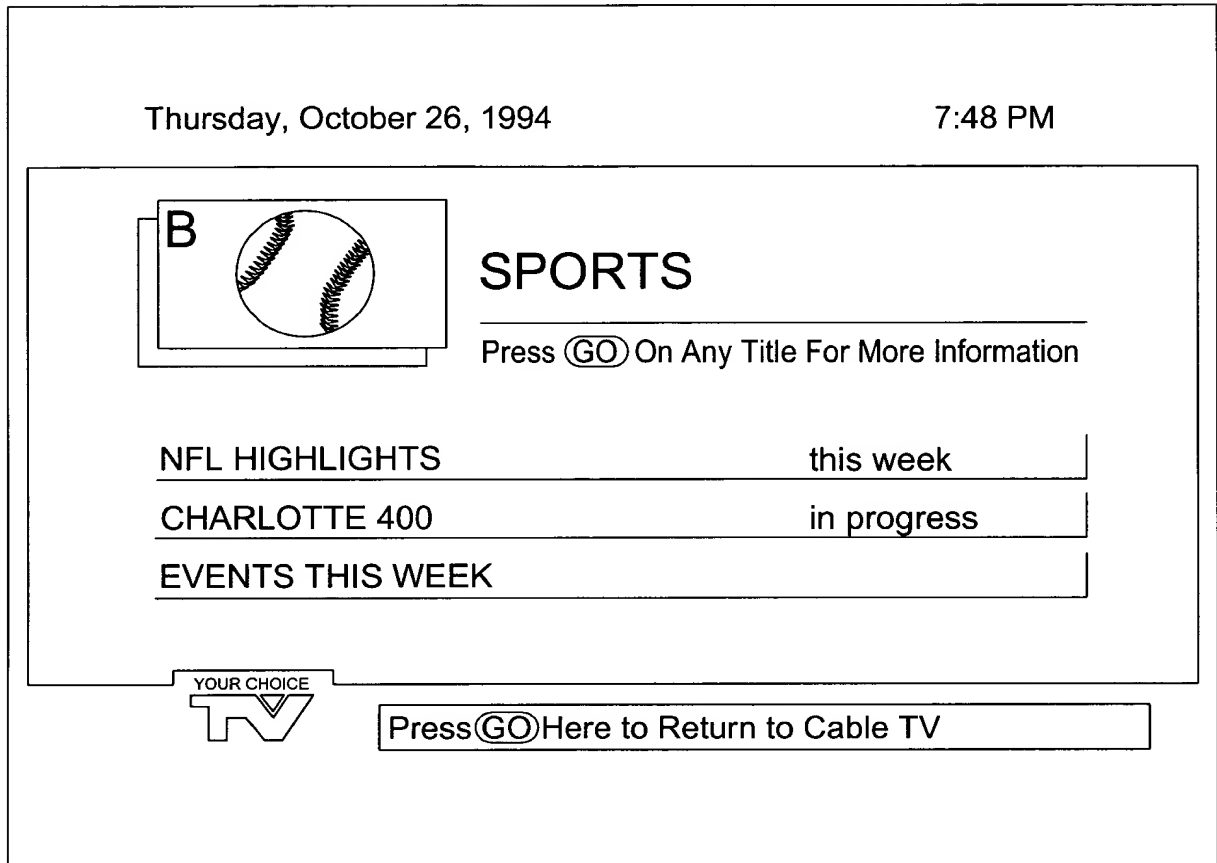 Thursday, October 26, 1994 7:48 PM
B
SPORTS
Press GO On Any Title For More Information
NFL HIGHLIGHTS this week
CHARLOTTE 400 in progress
EVENTS THIS WEEK
YOUR CHOICE
TV
Press GO Here to Return to Cable TV